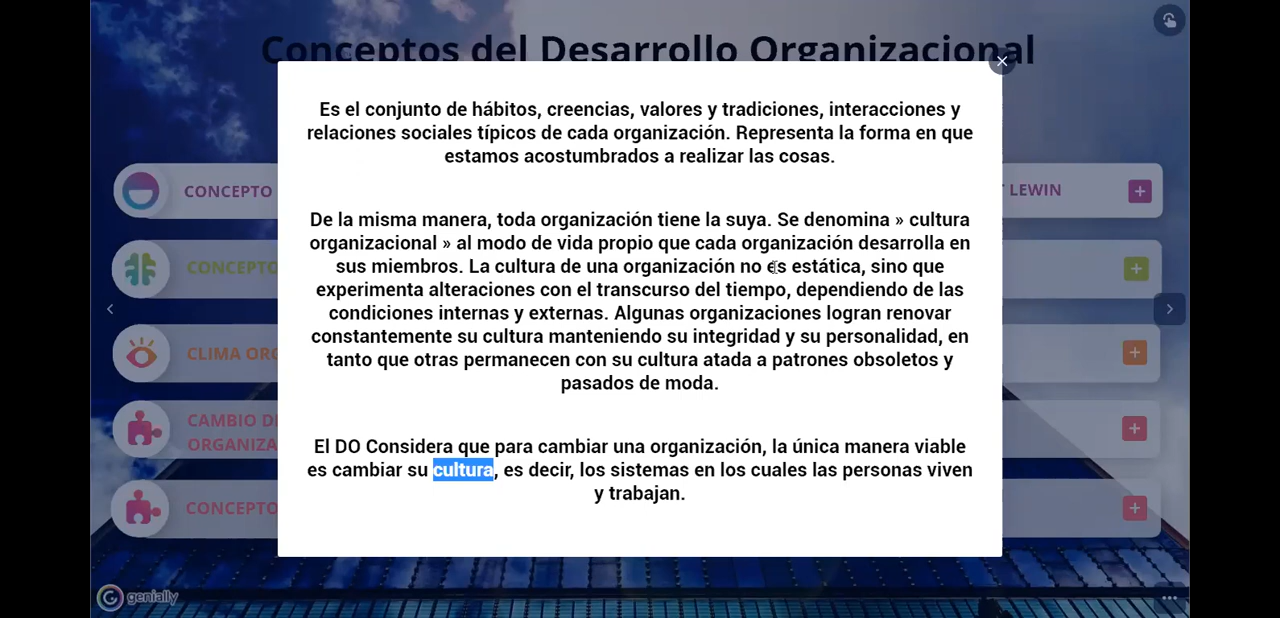 Conceptos del Desarrollo Organizacional
Es el conjunto de hábitos, creencias, valores y tradiciones, interacciones y
relaciones sociales típicos de cada organización. Representa la forma en que
estamos acostumbrados a realizar las cosas.
De la misma manera, toda organización tiene la suya. Se denomina » cultura
organizacional » al modo de vida propio que cada organización desarrolla en
sus miembros. La cultura de una organización no es estática, sino que
experimenta alteraciones con el transcurso del tiempo, dependiendo de las
condiciones internas y externas. Algunas organizaciones logran renovar
constantemente su cultura manteniendo su integridad y su personalidad, en
tanto que otras permanecen con su cultura atada a patrones obsoletos y
pasados de moda.
El DO Considera que para cambiar una organización, la única manera viable
es cambiar su cultura, es decir, los sistemas en los cuales las personas viven
y trabajan.
CONCEPTO
LEWIN
CONCEPTO
CLIMA
CAMBIO
CONCEPTO
genially